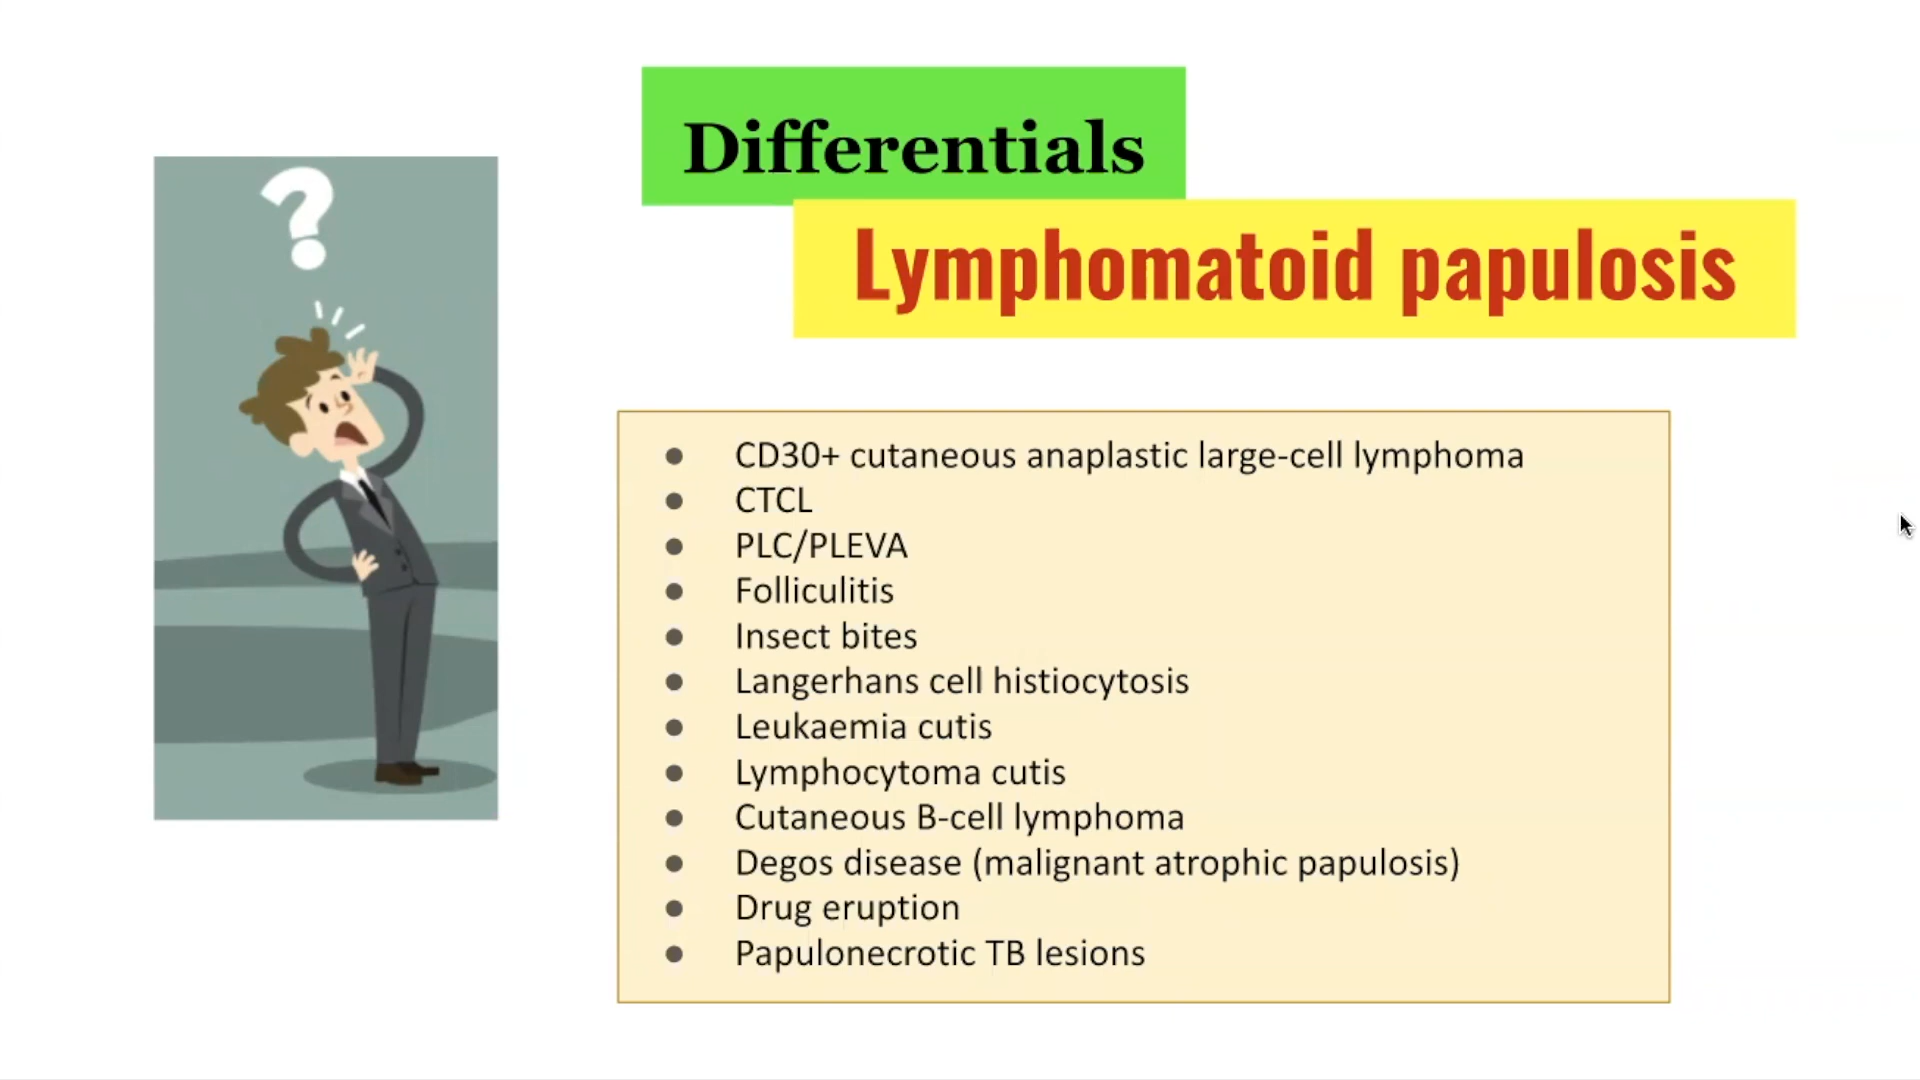 ?
Differentials
Lymphomatoid papulosis
● CD30+ cutaneous anaplastic large-cell lymphoma
● CTCL
● PLC/PLEVA
● Folliculitis
● Insect bites
● Langerhans cell histiocytosis
● Leukaemia cutis
● Lymphocytoma cutis
● Cutaneous B-cell lymphoma
● Degos disease (malignant atrophic papulosis)
● Drug eruption
● Papulonecrotic TB lesions